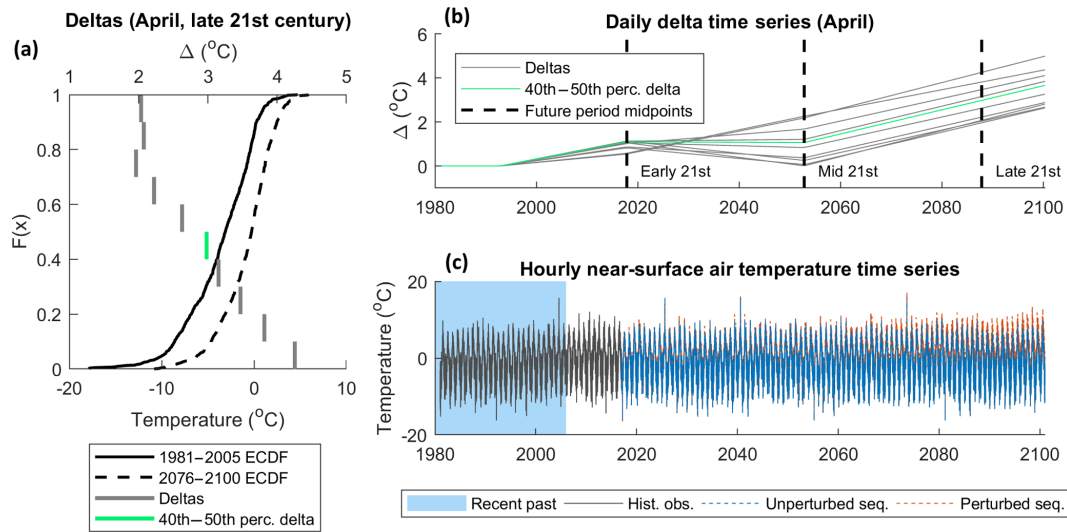 Deltas (April, late 21st century)
(a)
Δ (°C)
1 2 3 4 5
1
0.8
0.6
0.4
0.2
0
F(x)
-20 -10 0 10
Temperature (°C)
1981–2005 ECDF
2076–2100 ECDF
Deltas
40th–50th perc. delta
(b)
Daily delta time series (April)
Δ (°C)
6
4
2
0
Deltas
40th–50th perc. delta
Future period midpoints
Early 21st
Mid 21st
Late 21st
1980 2000 2020 2040 2060 2080 2100
(c)
Hourly near-surface air temperature time series
Temperature (°C)
20
0
-20
1980 2000 2020 2040 2060 2080 2100
Recent past
Hist. obs.
Unperturbed seq.
Perturbed seq.